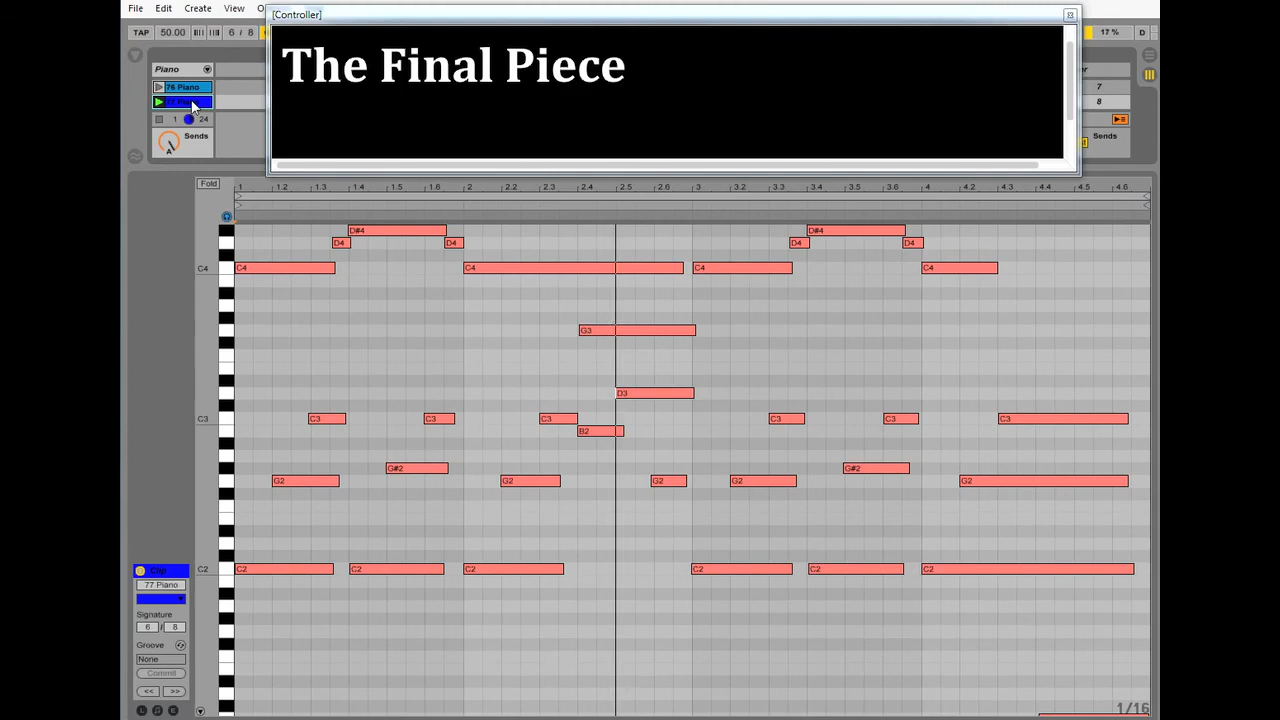 File Edit Create View O
[Controller]
TAP 50.00 6 / 8
17 % D
The Final Piece
Piano
76 Piano
7
77
8
1 24
Sends
A
Sends
Fold
1 1.2 1.3 1.4 1.5 1.6 2 2.2 2.3 2.4 2.5 2.6 3 3.2 3.3 3.4 3.5 3.6 4 4.2 4.3 4.4 4.5 4.6
D#4 D#4
D4 D4 D4 D4
C4 C4 C4 C4 C4
G3
D3
C3 C3 C3 C3 C3 C3 C3
B2
G#2 G#2
G2 G2 G2 G2 G2
C2 C2 C2 C2 C2 C2 C2
Clip
77 Piano
Signature
6 / 8
Groove
None
Commit
<< >>
1/16